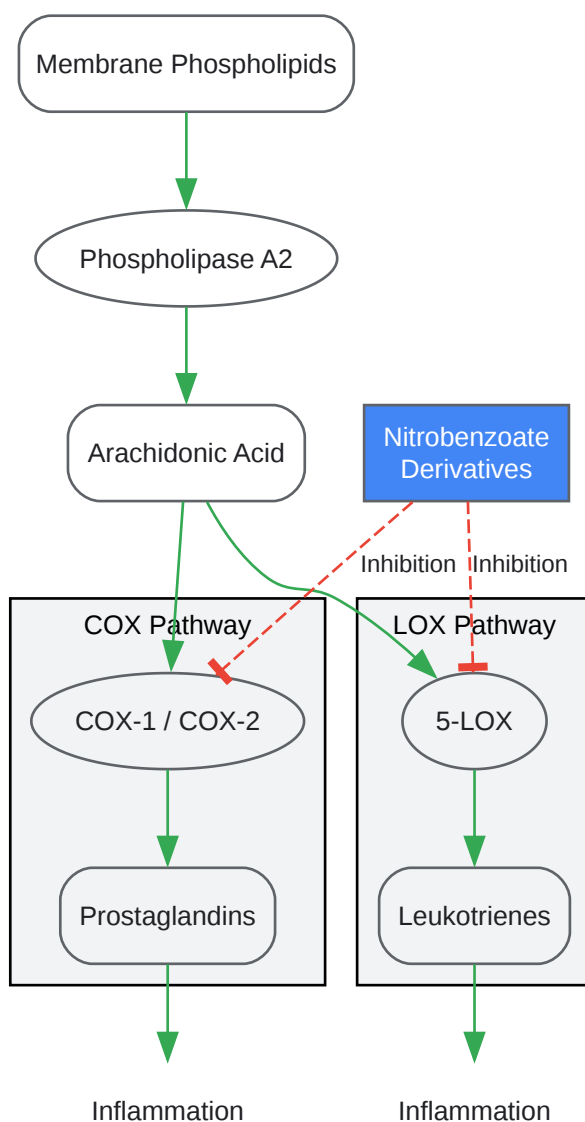 Membrane Phospholipids
Phospholipase A2
Arachidonic Acid
Nitrobenzoate
Derivatives
Inhibition
Inhibition
COX Pathway
LOX Pathway
COX-1 / COX-2
5-LOX
Prostaglandins
Leukotrienes
Inflammation
Inflammation